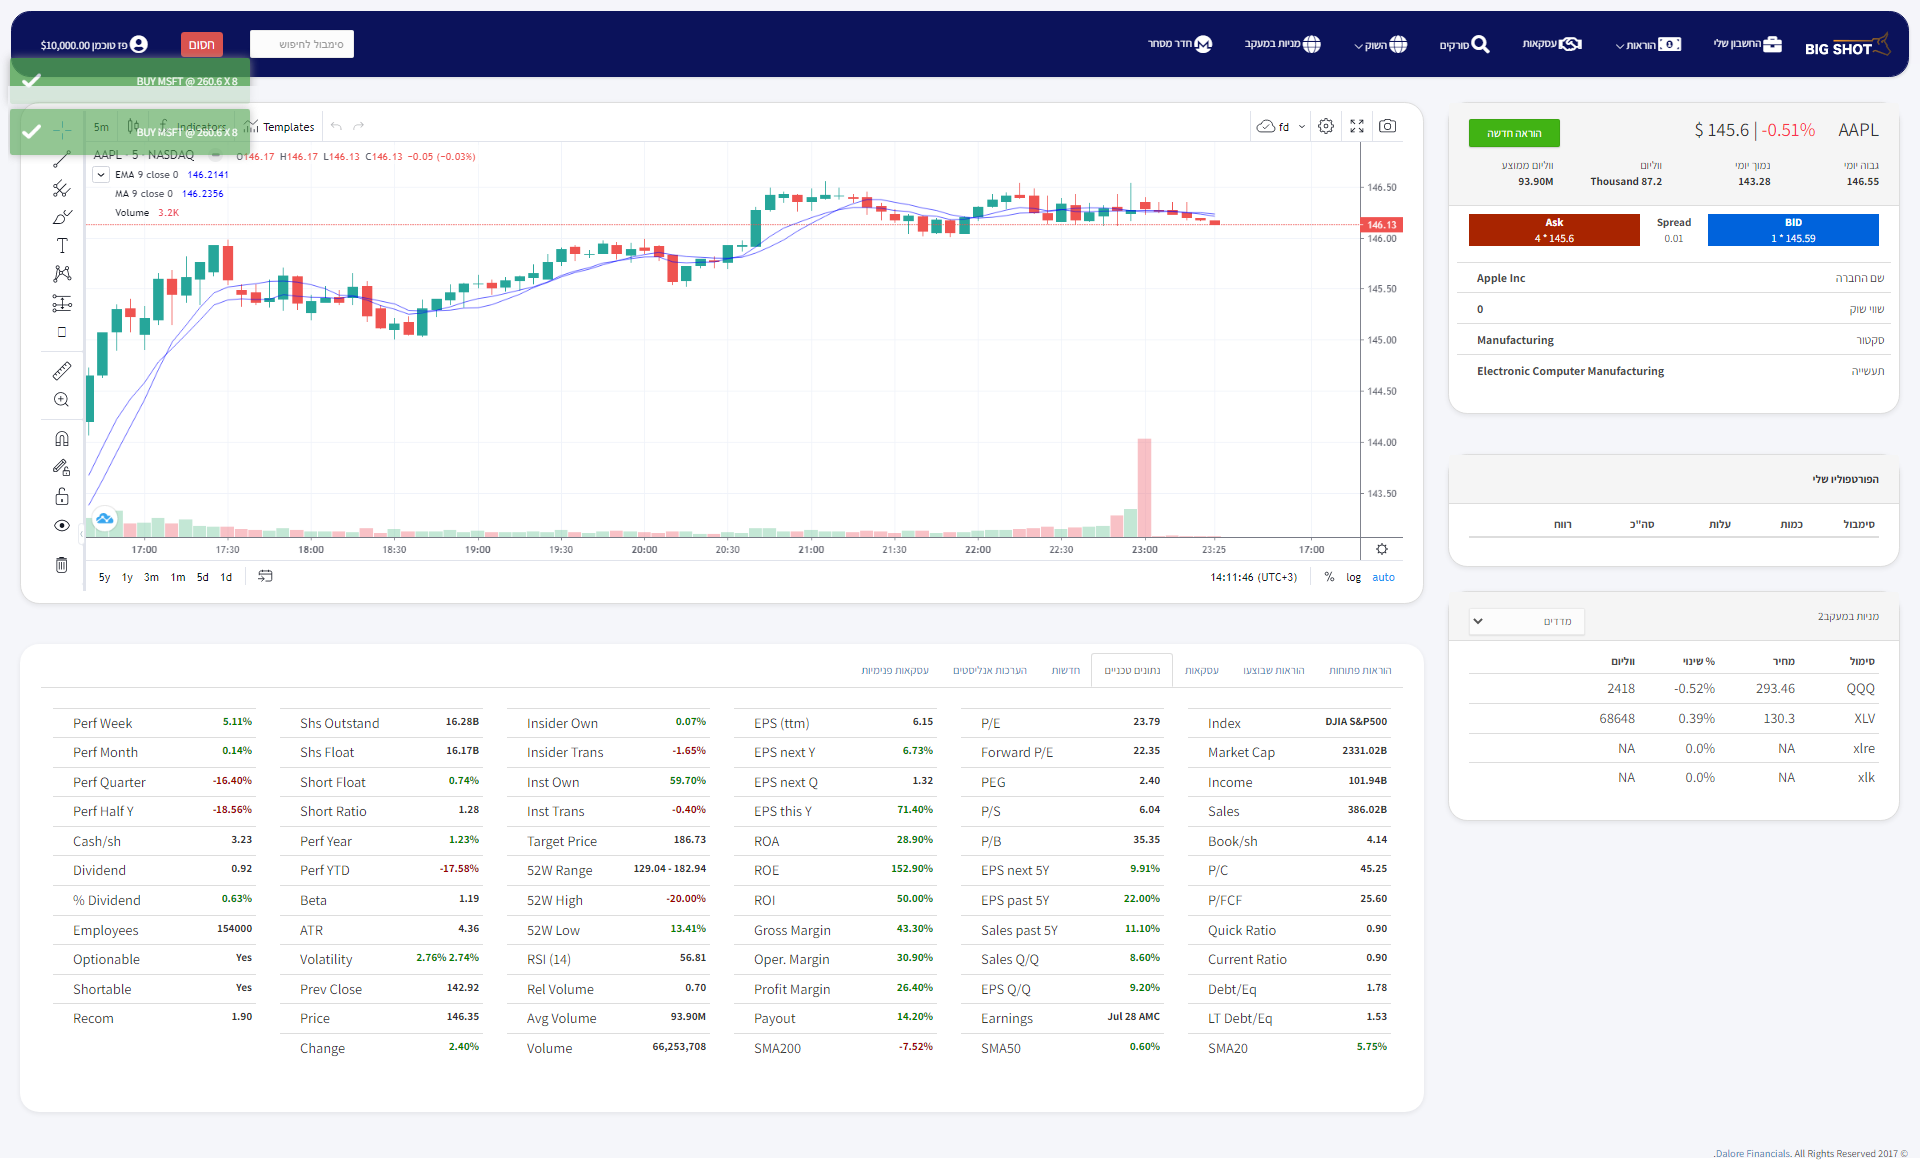 BIG SHOT
החשבון שלי
הוראות
עסקאות
סורקים
השוק
מניות במעקב
חדר מסחר
סימבול לחיפוש
חסום
פז טוכמן $10,000.00
BUY MSFT @ 260.6 X 8
BUY MSFT @ 260.6 X 8
5m
Indicators
Templates
fd
AAPL · 5 · NASDAQ
O146.17 H146.17 L146.13 C146.13 −0.05 (−0.03%)
EMA 9 close 0 146.2141
MA 9 close 0 146.2356
Volume 3.2K
146.50
146.13
146.00
145.50
145.00
144.50
144.00
143.50
17:00 17:30 18:00 18:30 19:00 19:30 20:00 20:30 21:00 21:30 22:00 22:30 23:00 23:25 17:00
5y 1y 3m 1m 5d 1d
14:11:46 (UTC+3) % log auto
AAPL
$ 145.6 | -0.51%
הוראה חדשה
גבוה יומי נמוך יומי ווליום ווליום ממוצע
146.55 143.28 Thousand 87.2 93.90M
Ask Spread BID
4 * 145.6 0.01 1 * 145.59
שם החברה Apple Inc
שווי שוק 0
סקטור Manufacturing
תעשייה Electronic Computer Manufacturing
הפורטפוליו שלי
סימבול כמות עלות סה"כ רווח
מניות במעקב2
מדדים
סימול מחיר % שינוי ווליום
QQQ 293.46 -0.52% 2418
XLV 130.3 0.39% 68648
xlre NA 0.0% NA
xlk NA 0.0% NA
הוראות פתוחות הוראות שבוצעו עסקאות נתונים טכניים חדשות הערכות אנליסטים עסקאות פנימיות
Perf Week 5.11% Shs Outstand 16.28B Insider Own 0.07% EPS (ttm) 6.15 P/E 23.79 Index DJIA S&P500
Perf Month 0.14% Shs Float 16.17B Insider Trans -1.65% EPS next Y 6.73% Forward P/E 22.35 Market Cap 2331.02B
Perf Quarter -16.40% Short Float 0.74% Inst Own 59.70% EPS next Q 1.32 PEG 2.40 Income 101.94B
Perf Half Y -18.56% Short Ratio 1.28 Inst Trans -0.40% EPS this Y 71.40% P/S 6.04 Sales 386.02B
Cash/sh 3.23 Perf Year 1.23% Target Price 186.73 ROA 28.90% P/B 35.35 Book/sh 4.14
Dividend 0.92 Perf YTD -17.58% 52W Range 129.04 - 182.94 ROE 152.90% EPS next 5Y 9.91% P/C 45.25
% Dividend 0.63% Beta 1.19 52W High -20.00% ROI 50.00% EPS past 5Y 22.00% P/FCF 25.60
Employees 154000 ATR 4.36 52W Low 13.41% Gross Margin 43.30% Sales past 5Y 11.10% Quick Ratio 0.90
Optionable Yes Volatility 2.76% 2.74% RSI (14) 56.81 Oper. Margin 30.90% Sales Q/Q 8.60% Current Ratio 0.90
Shortable Yes Prev Close 142.92 Rel Volume 0.70 Profit Margin 26.40% EPS Q/Q 9.20% Debt/Eq 1.78
Recom 1.90 Price 146.35 Avg Volume 93.90M Payout 14.20% Earnings Jul 28 AMC LT Debt/Eq 1.53
Change 2.40% Volume 66,253,708 SMA200 -7.52% SMA50 0.60% SMA20 5.75%
.Dalore Financials. All Rights Reserved 2017 ©